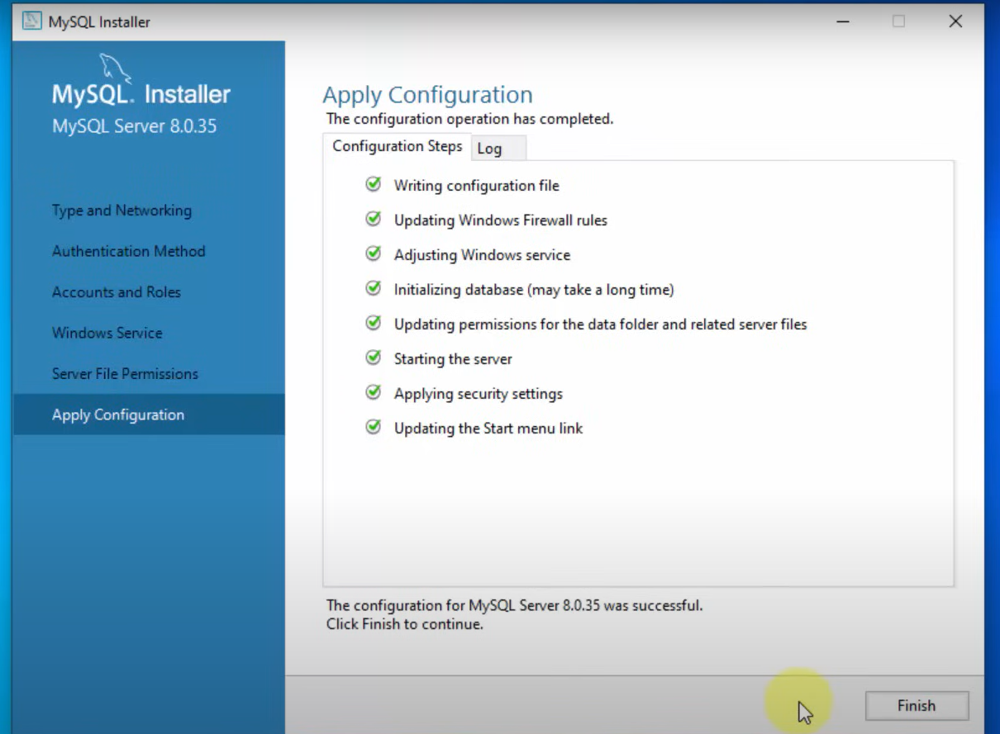 MySQL Installer
MySQL. Installer
MySQL Server 8.0.35
Type and Networking
Authentication Method
Accounts and Roles
Windows Service
Server File Permissions
Apply Configuration
Apply Configuration
The configuration operation has completed.
Configuration Steps
Log
Writing configuration file
Updating Windows Firewall rules
Adjusting Windows service
Initializing database (may take a long time)
Updating permissions for the data folder and related server files
Starting the server
Applying security settings
Updating the Start menu link
The configuration for MySQL Server 8.0.35 was successful.
Click Finish to continue.
Finish